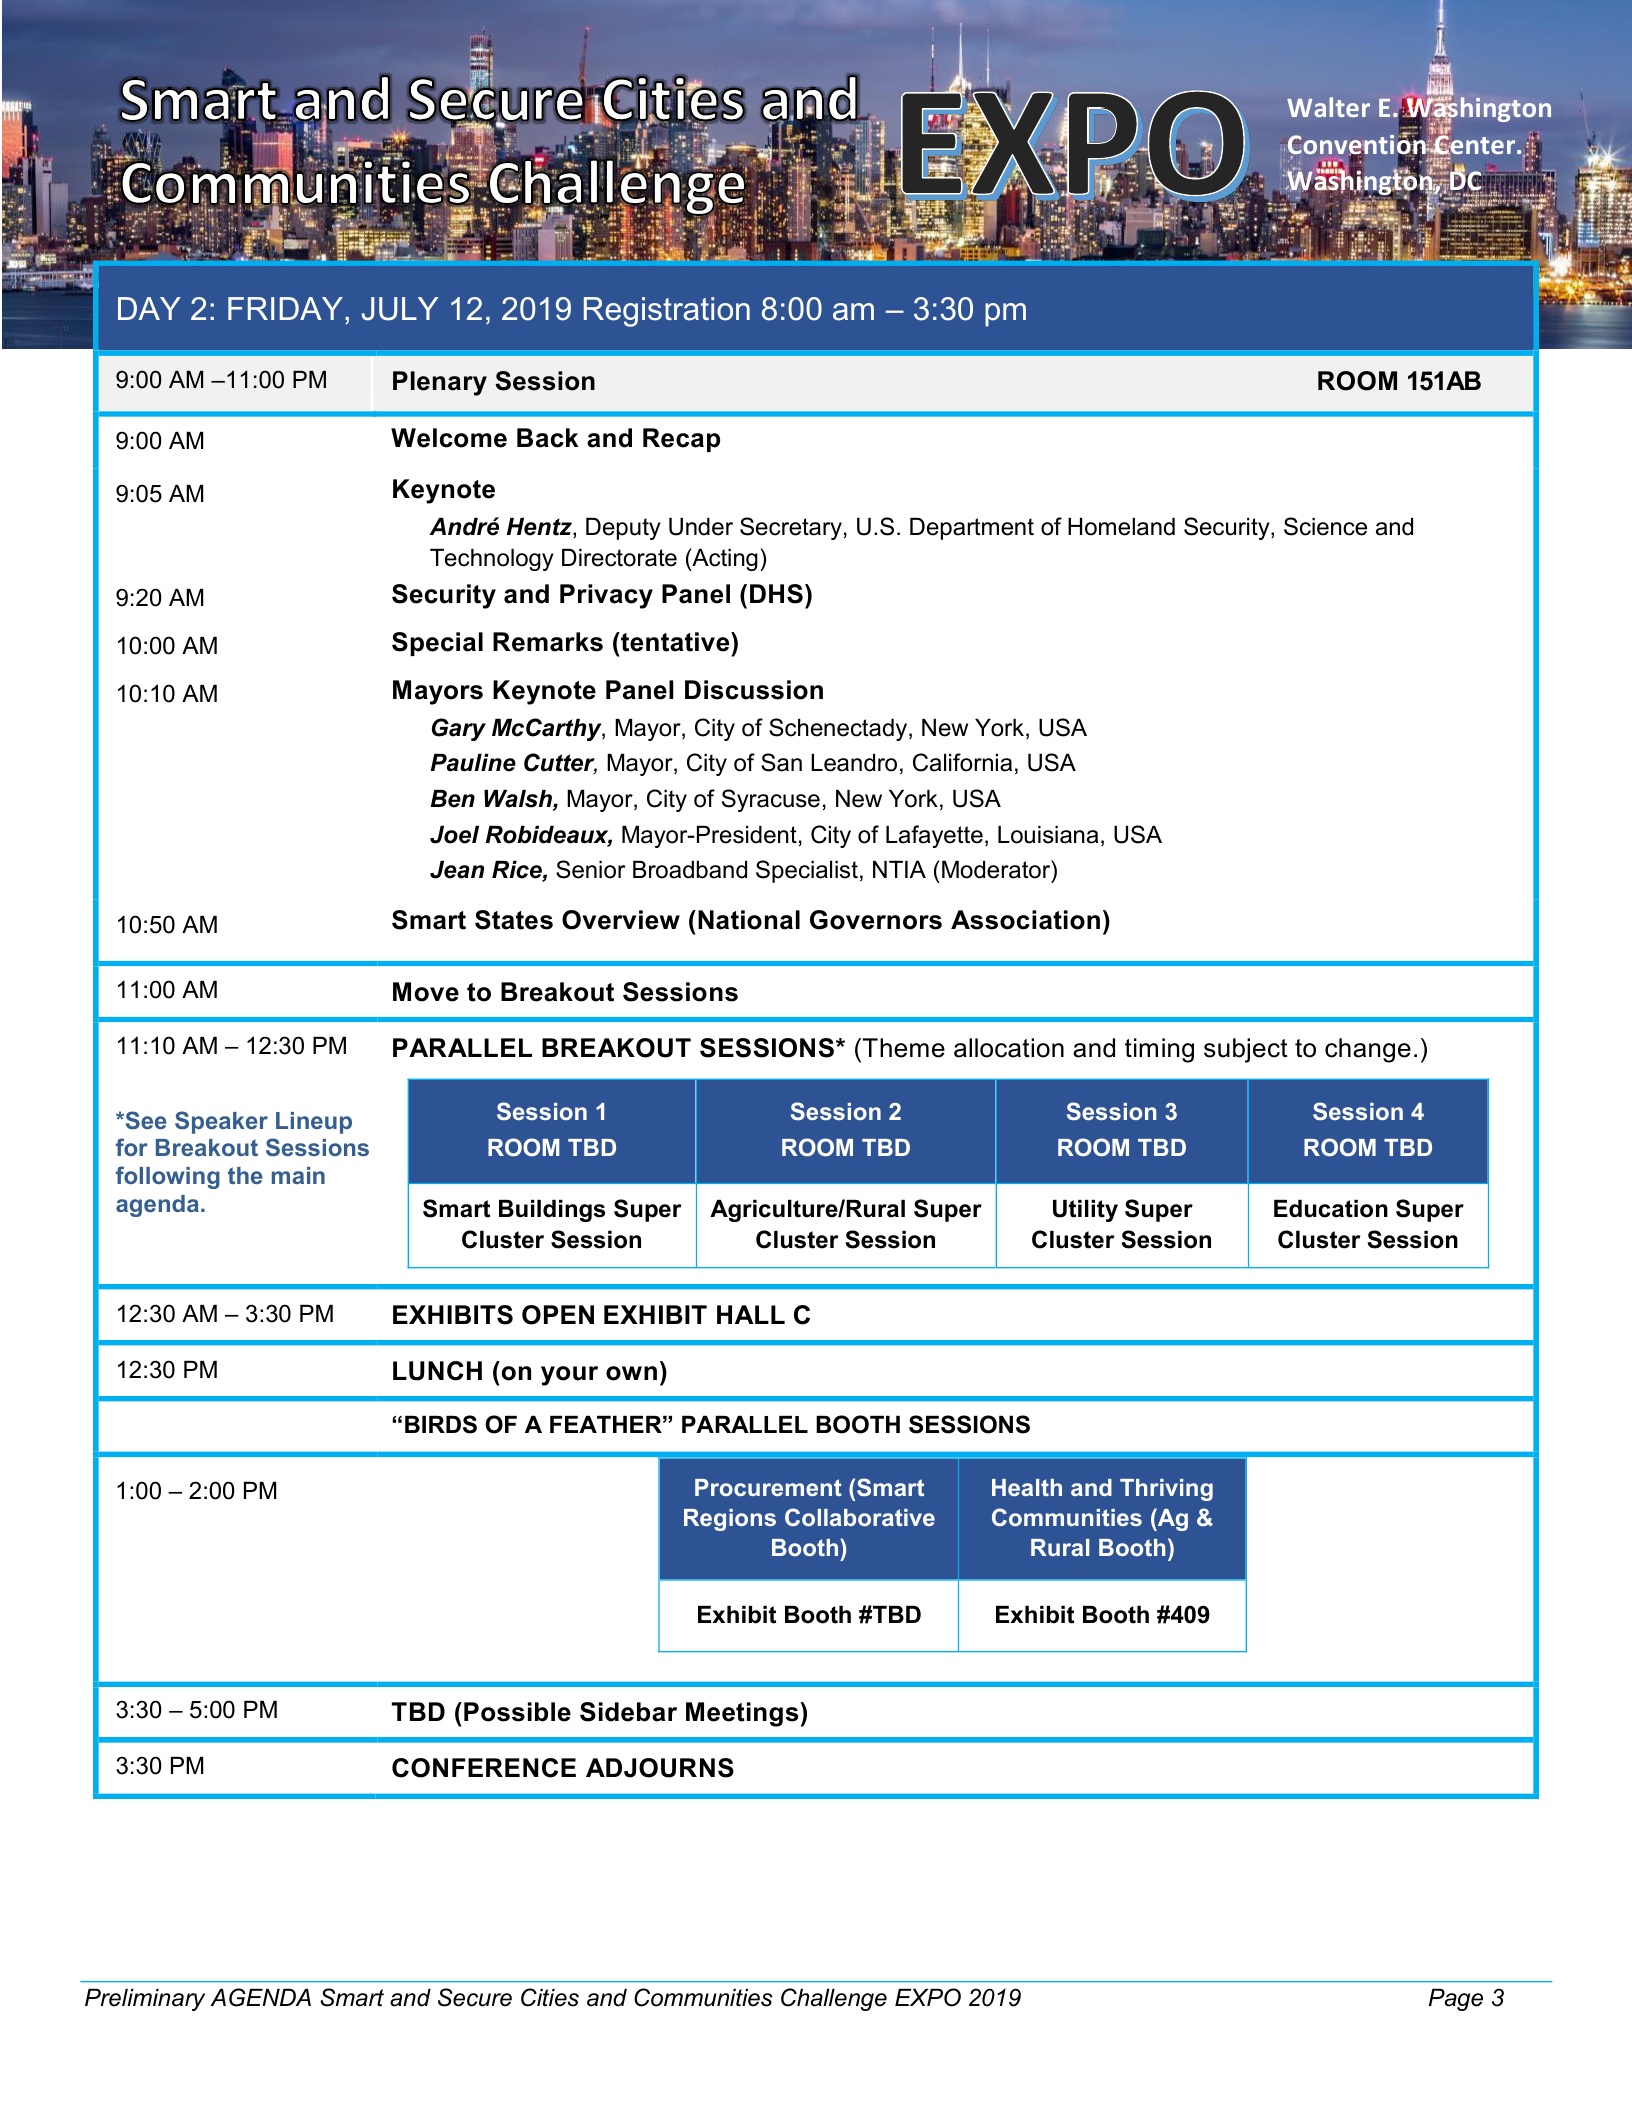 Smart and Secure Cities and
Communities Challenge
EXPO
Walter E. Washington
Convention Center.
Washington, DC
DAY 2: FRIDAY, JULY 12, 2019 Registration 8:00 am – 3:30 pm
9:00 AM –11:00 PM Plenary Session ROOM 151AB
9:00 AM Welcome Back and Recap
9:05 AM Keynote
André Hentz, Deputy Under Secretary, U.S. Department of Homeland Security, Science and
Technology Directorate (Acting)
9:20 AM Security and Privacy Panel (DHS)
10:00 AM Special Remarks (tentative)
10:10 AM Mayors Keynote Panel Discussion
Gary McCarthy, Mayor, City of Schenectady, New York, USA
Pauline Cutter, Mayor, City of San Leandro, California, USA
Ben Walsh, Mayor, City of Syracuse, New York, USA
Joel Robideaux, Mayor-President, City of Lafayette, Louisiana, USA
Jean Rice, Senior Broadband Specialist, NTIA (Moderator)
10:50 AM Smart States Overview (National Governors Association)
11:00 AM Move to Breakout Sessions
11:10 AM – 12:30 PM PARALLEL BREAKOUT SESSIONS* (Theme allocation and timing subject to change.)
*See Speaker Lineup
for Breakout Sessions
following the main
agenda.
Session 1
ROOM TBD
Session 2
ROOM TBD
Session 3
ROOM TBD
Session 4
ROOM TBD
Smart Buildings Super
Cluster Session
Agriculture/Rural Super
Cluster Session
Utility Super
Cluster Session
Education Super
Cluster Session
12:30 AM – 3:30 PM EXHIBITS OPEN EXHIBIT HALL C
12:30 PM LUNCH (on your own)
“BIRDS OF A FEATHER” PARALLEL BOOTH SESSIONS
1:00 – 2:00 PM
Procurement (Smart
Regions Collaborative
Booth)
Health and Thriving
Communities (Ag &
Rural Booth)
Exhibit Booth #TBD
Exhibit Booth #409
3:30 – 5:00 PM TBD (Possible Sidebar Meetings)
3:30 PM CONFERENCE ADJOURNS
Preliminary AGENDA Smart and Secure Cities and Communities Challenge EXPO 2019 Page 3